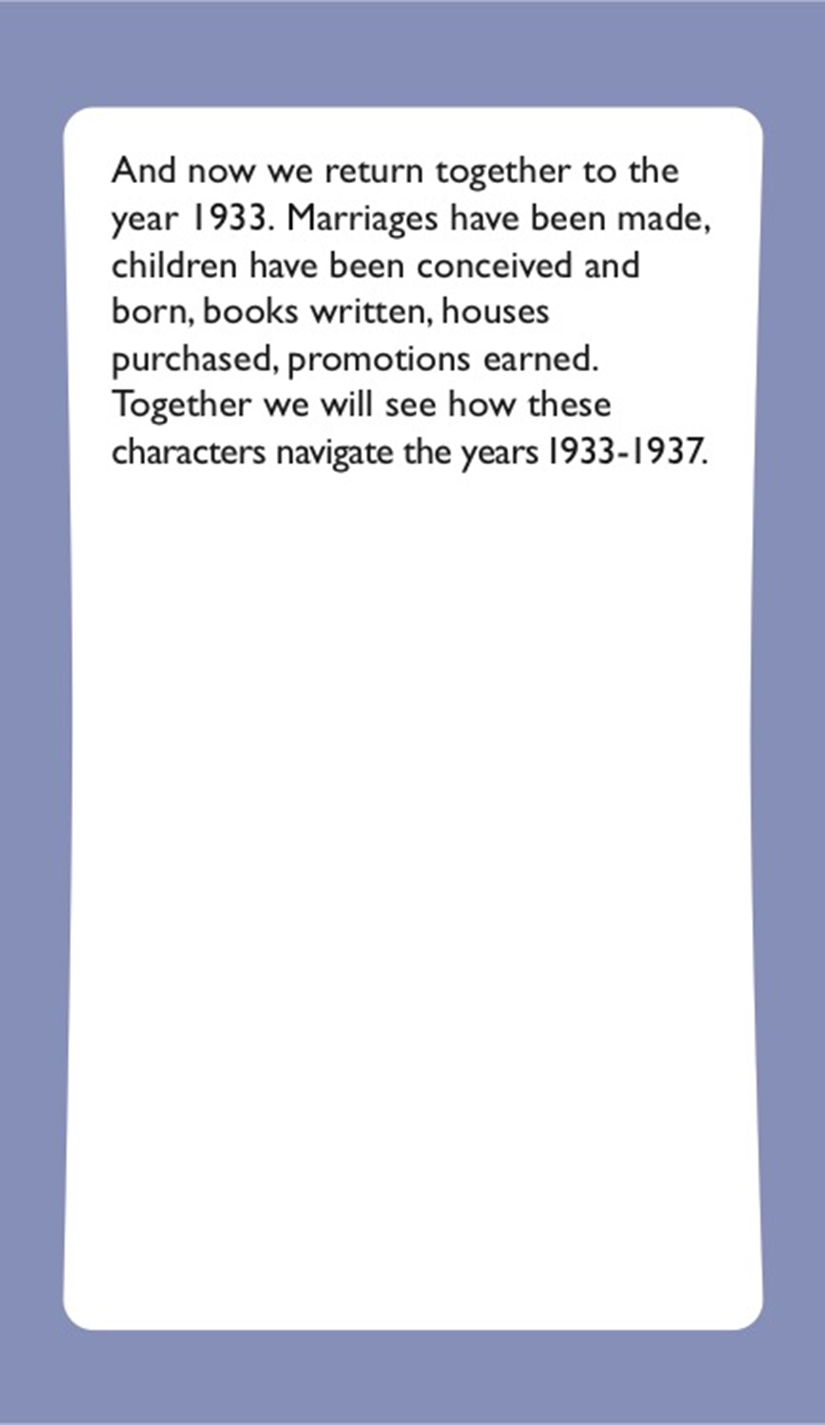 And now we return together to the
year 1933. Marriages have been made,
children have been conceived and
born, books written, houses
purchased, promotions earned.
Together we will see how these
characters navigate the years 1933-1937.